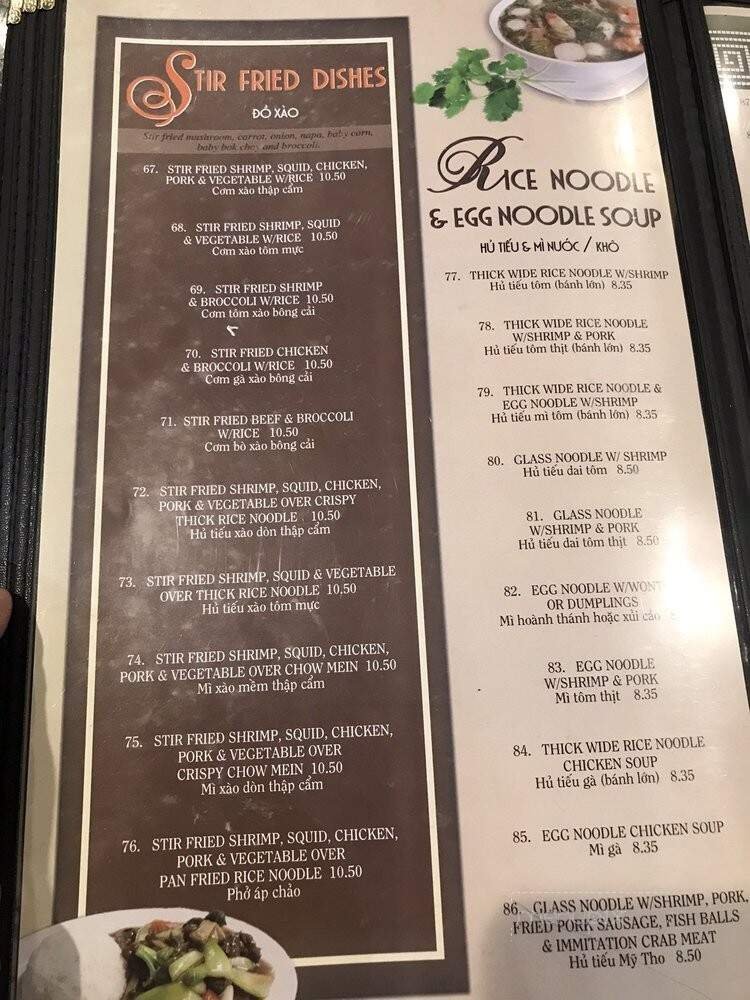 STIR FRIED DISHES
ĐỒ XÀO
Stir fried mushroom, carrot, onion, napa, baby corn,
baby bok choy and broccoli.
67. STIR FRIED SHRIMP, SQUID, CHICKEN,
PORK & VEGETABLE W/RICE 10.50
Cơm xào thập cẩm
68. STIR FRIED SHRIMP, SQUID
& VEGETABLE W/RICE 10.50
Cơm xào tôm mực
69. STIR FRIED SHRIMP
& BROCCOLI W/RICE 10.50
Cơm tôm xào bông cải
70. STIR FRIED CHICKEN
& BROCCOLI W/RICE 10.50
Cơm gà xào bông cải
71. STIR FRIED BEEF & BROCCOLI
W/RICE 10.50
Cơm bò xào bông cải
72. STIR FRIED SHRIMP, SQUID, CHICKEN,
PORK & VEGETABLE OVER CRISPY
THICK RICE NOODLE 10.50
Hủ tiếu xào dòn thập cẩm
73. STIR FRIED SHRIMP, SQUID & VEGETABLE
OVER THICK RICE NOODLE 10,50
Hủ tiếu xào tôm mực
74. STIR FRIED SHRIMP, SQUID, CHICKEN,
PORK & VEGETABLE OVER CHOW MEIN 10.50
Mì xào mềm thập cẩm
75. STIR FRIED SHRIMP, SQUID, CHICKEN,
PORK & VEGETABLE OVER
CRISPY CHOW MEIN 10.50
Mì xào dòn thập cẩm
76. STIR FRIED SHRIMP, SQUID, CHICKEN,
PORK & VEGETABLE OVER
PAN FRIED RICE NOODLE 10.50
Phở áp chảo
RICE NOODLE
& EGG NOODLE SOUP
HỦ TIẾU & MÌ NƯỚC / KHÔ
77. THICK WIDE RICE NOODLE W/SHRIMP
Hủ tiếu tôm (bánh lớn) 8.35
78. THICK WIDE RICE NOODLE
W/SHRIMP & PORK
Hủ tiếu tôm thịt (bánh lớn) 8.35
79. THICK WIDE RICE NOODLE &
EGG NOODLE W/SHRIMP
Hủ tiếu mì tôm (bánh lớn) 8.35
80. GLASS NOODLE W/ SHRIMP
Hủ tiếu dai tôm 8.50
81. GLASS NOODLE
W/SHRIMP & PORK
Hủ tiếu dai tôm thịt 8.50
82. EGG NOODLE W/WONT
OR DUMPLINGS
Mì hoành thánh hoặc xủi cảo
83. EGG NOODLE
W/SHRIMP & PORK
Mì tôm thịt 8.35
84. THICK WIDE RICE NOODLE
CHICKEN SOUP
Hủ tiếu gà (bánh lớn) 8.35
85. EGG NOODLE CHICKEN SOUP
Mì gà 8.35
86. GLASS NOODLE W/SHRIMP, PORK,
FRIED PORK SAUSAGE, FISH BALLS
& IMMITATION CRAB MEAT
Hủ tiếu Mỹ Tho 8.50